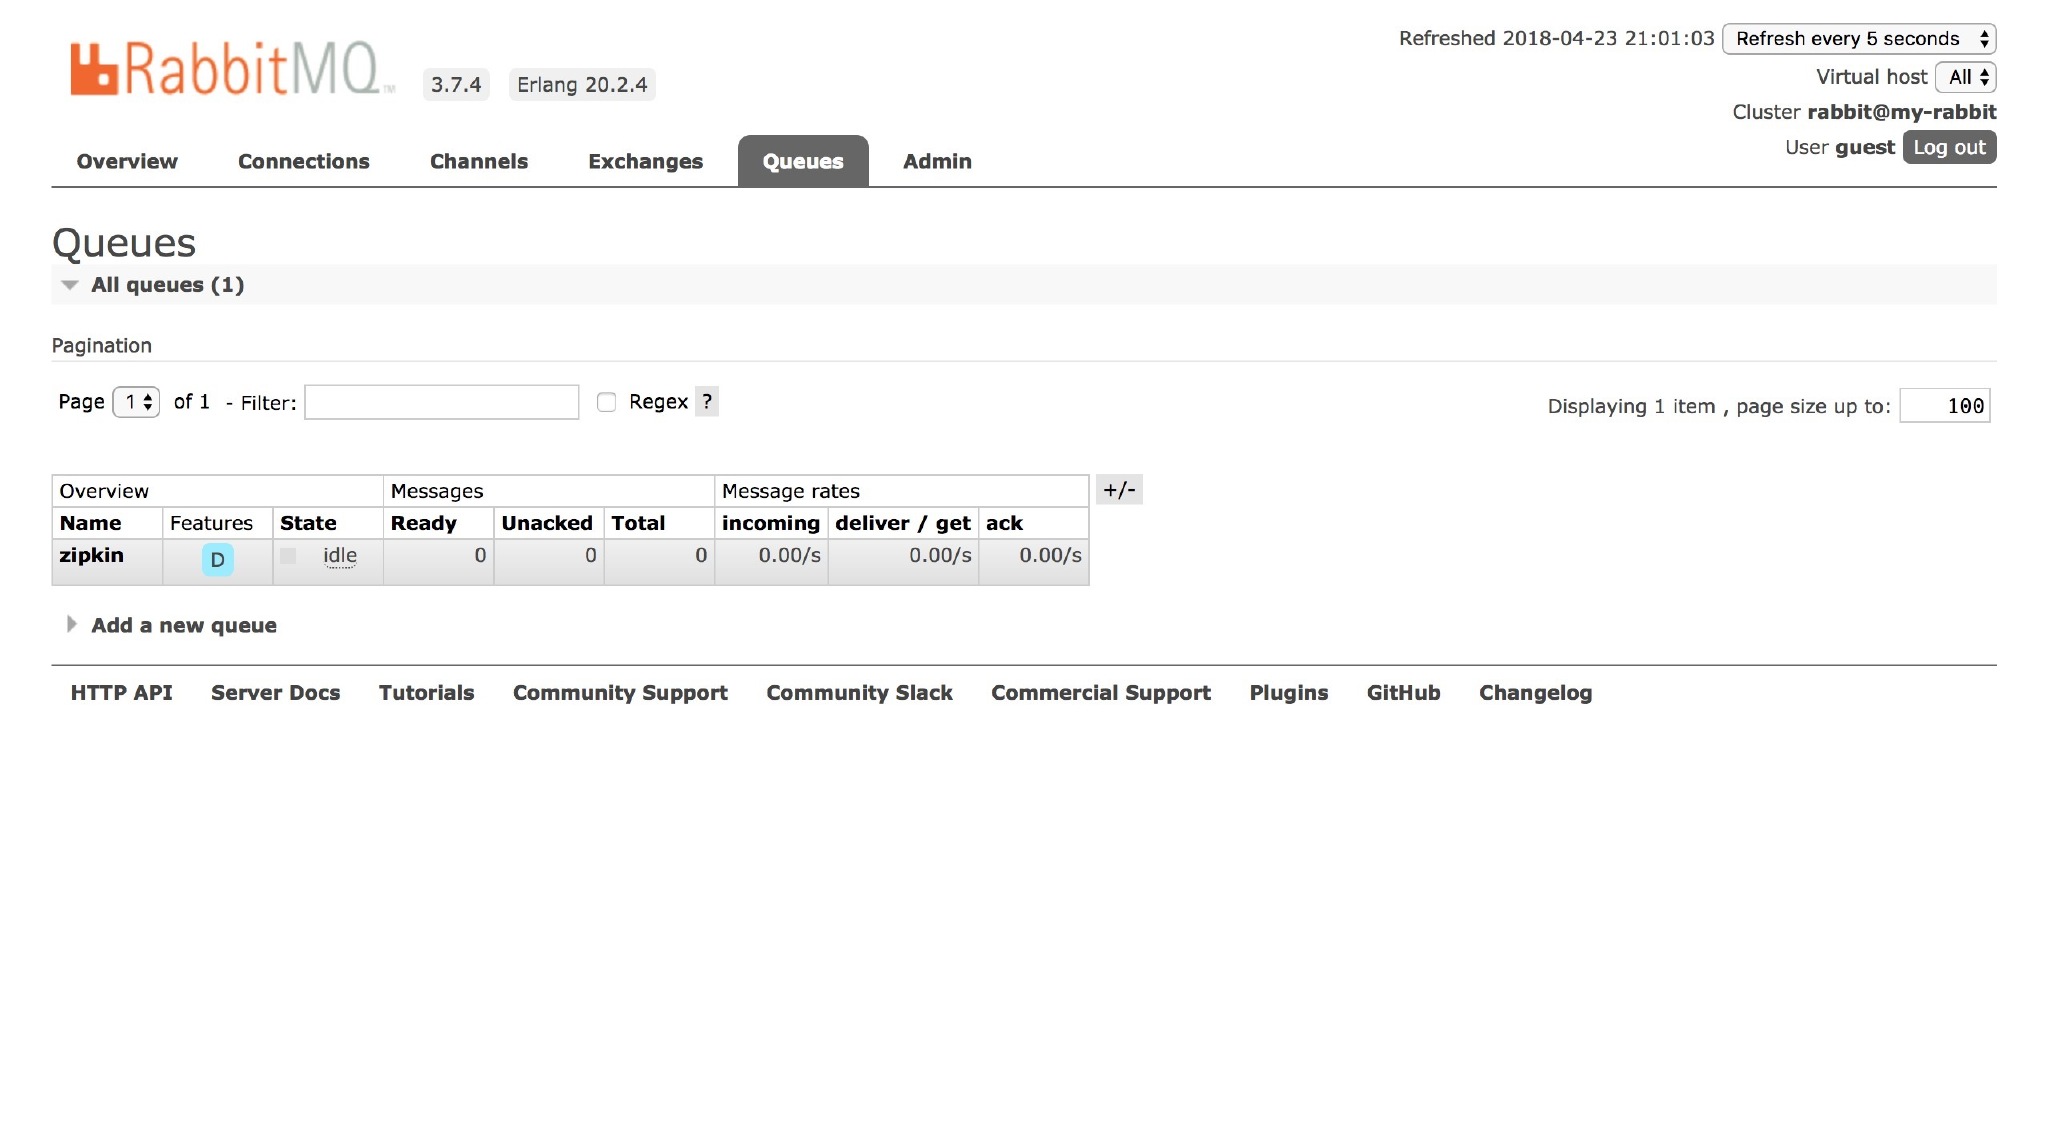 RabbitMQ TM 3.7.4 Erlang 20.2.4
Refreshed 2018-04-23 21:01:03 Refresh every 5 seconds
Virtual host All
Cluster rabbit@my-rabbit
User guest Log out
Overview Connections Channels Exchanges Queues Admin
Queues
All queues (1)
Pagination
Page 1 of 1 - Filter: Regex ? Displaying 1 item , page size up to: 100
Overview Messages Message rates +/-
Name Features State Ready Unacked Total incoming deliver / get ack
zipkin D idle 0 0 0 0.00/s 0.00/s 0.00/s
Add a new queue
HTTP API Server Docs Tutorials Community Support Community Slack Commercial Support Plugins GitHub Changelog